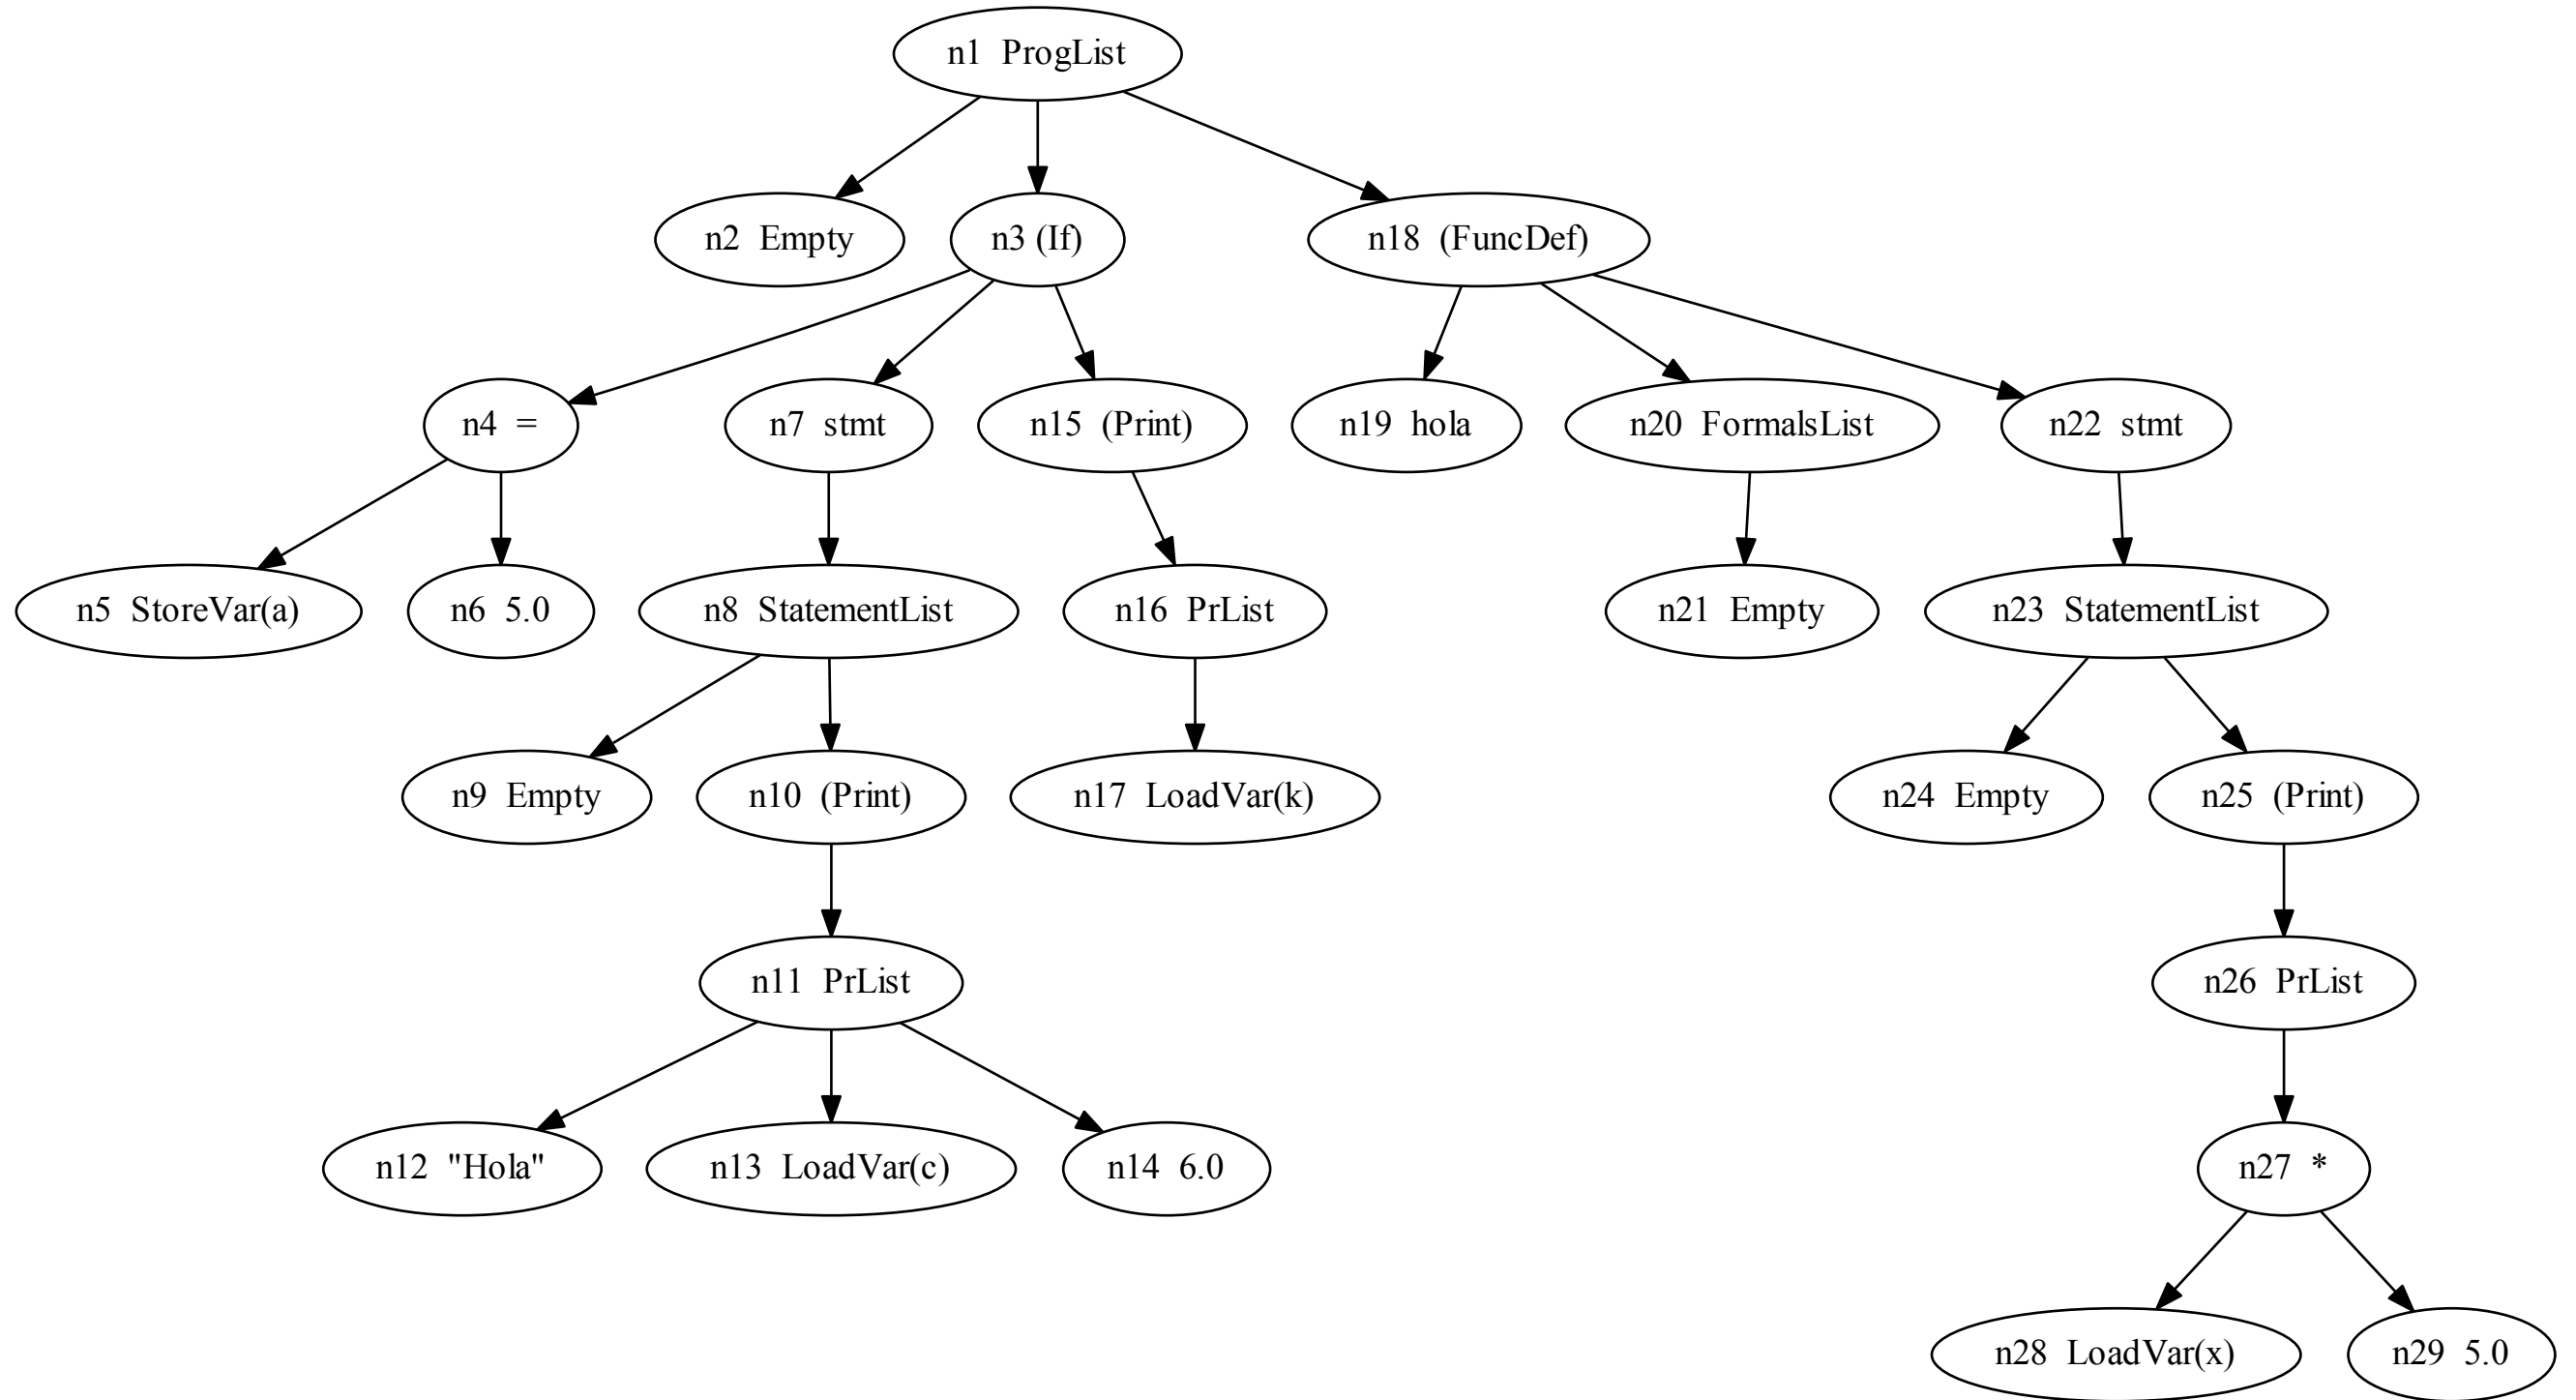 n1 ProgList
n2 Empty
n3 (If)
n18 (FuncDef)
n4 =
n7 stmt
n15 (Print)
n19 hola
n20 FormalsList
n22 stmt
n5 StoreVar(a)
n6 5.0
n8 StatementList
n16 PrList
n21 Empty
n23 StatementList
n9 Empty
n10 (Print)
n17 LoadVar(k)
n24 Empty
n25 (Print)
n11 PrList
n26 PrList
n12 "Hola"
n13 LoadVar(c)
n14 6.0
n27 *
n28 LoadVar(x)
n29 5.0